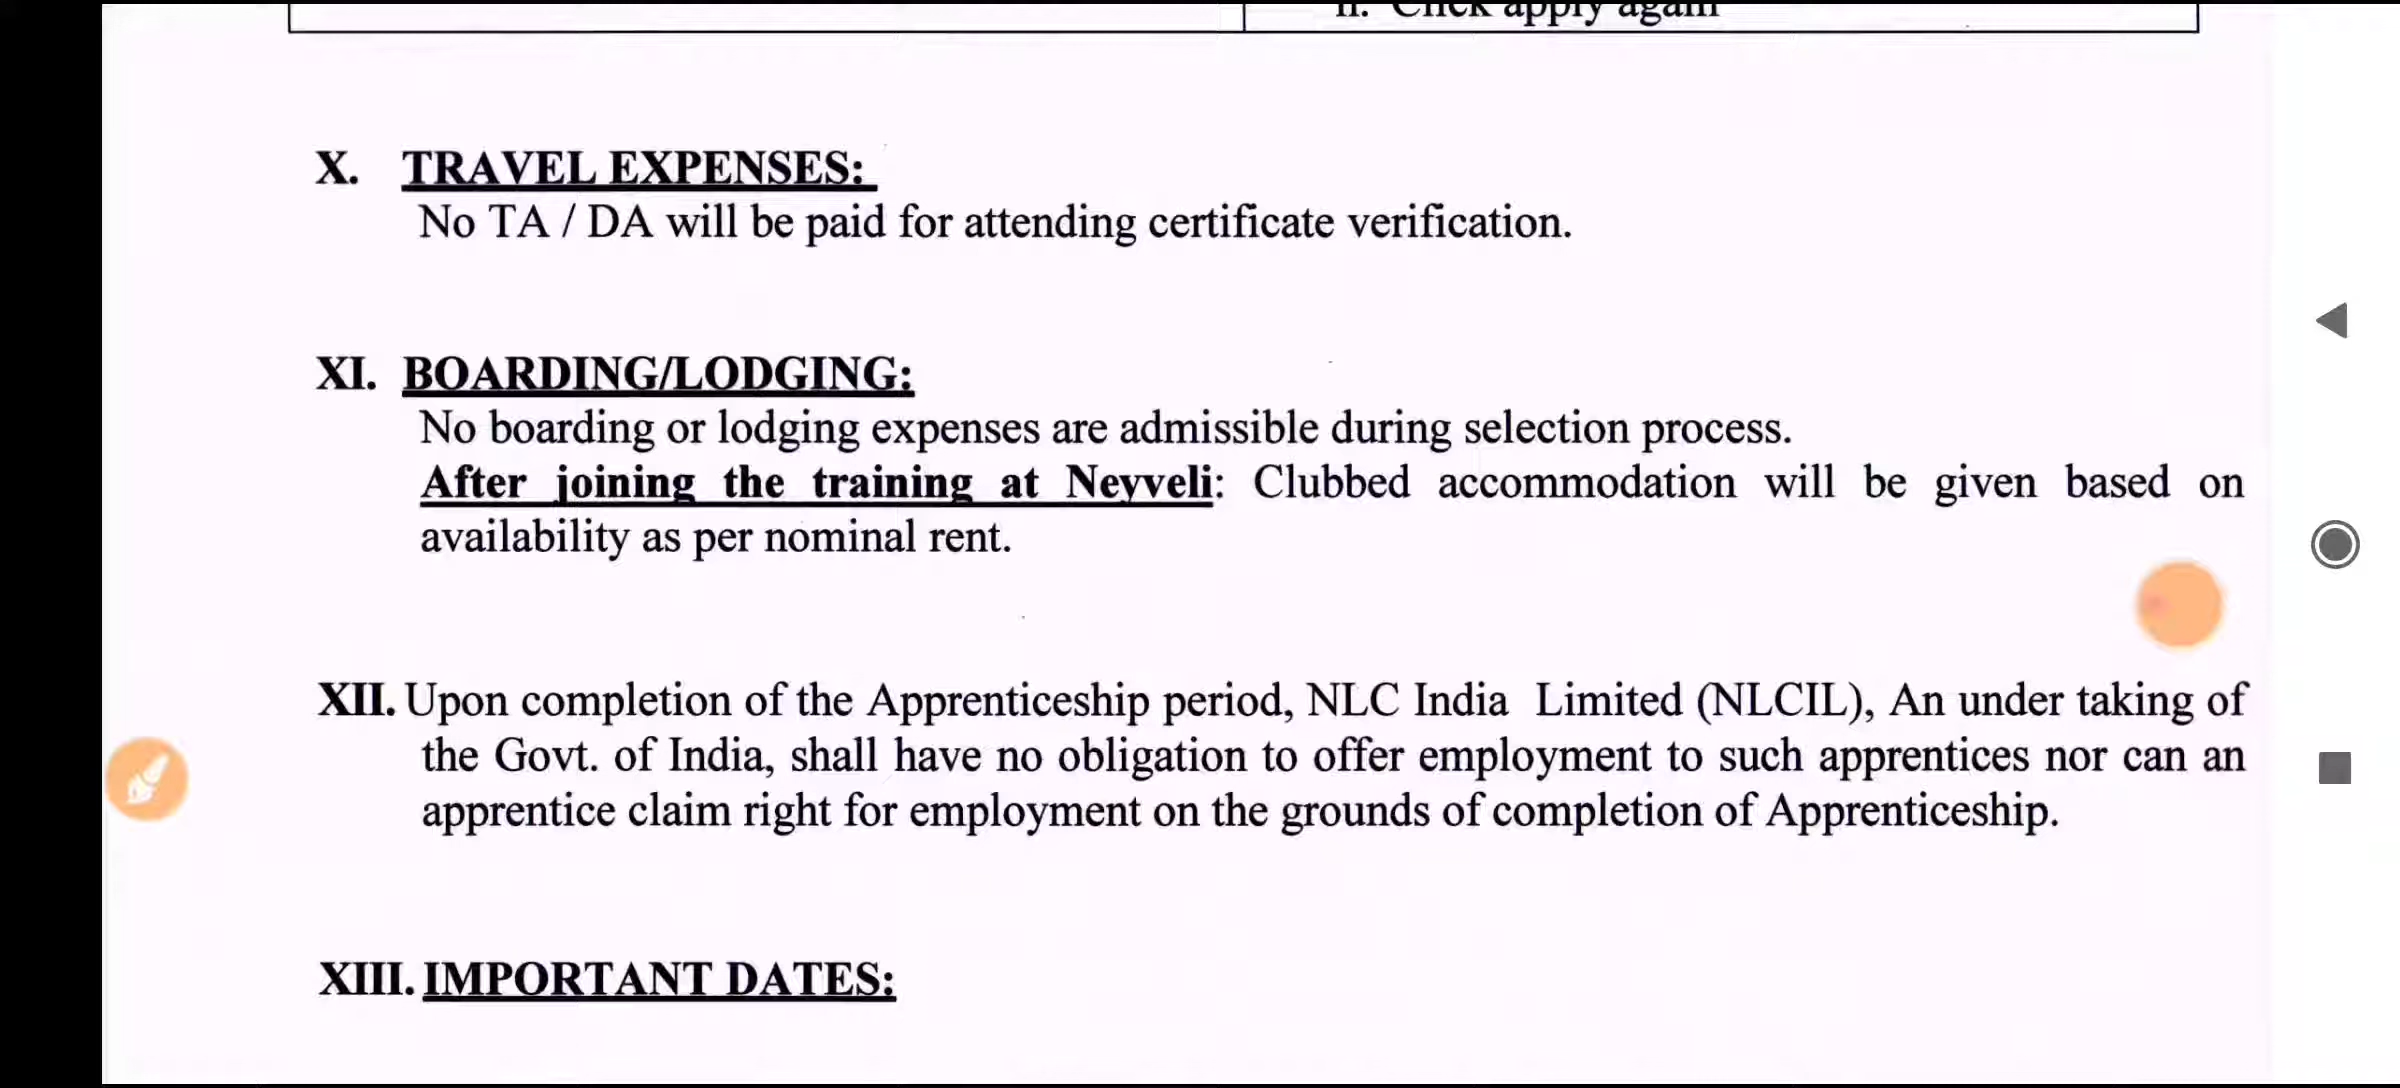 ii. Click apply again
X. TRAVEL EXPENSES:
No TA / DA will be paid for attending certificate verification.
XI. BOARDING/LODGING:
No boarding or lodging expenses are admissible during selection process.
After joining the training at Neyveli: Clubbed accommodation will be given based on
availability as per nominal rent.
XII. Upon completion of the Apprenticeship period, NLC India Limited (NLCIL), An under taking of
the Govt. of India, shall have no obligation to offer employment to such apprentices nor can an
apprentice claim right for employment on the grounds of completion of Apprenticeship.
XIII. IMPORTANT DATES: